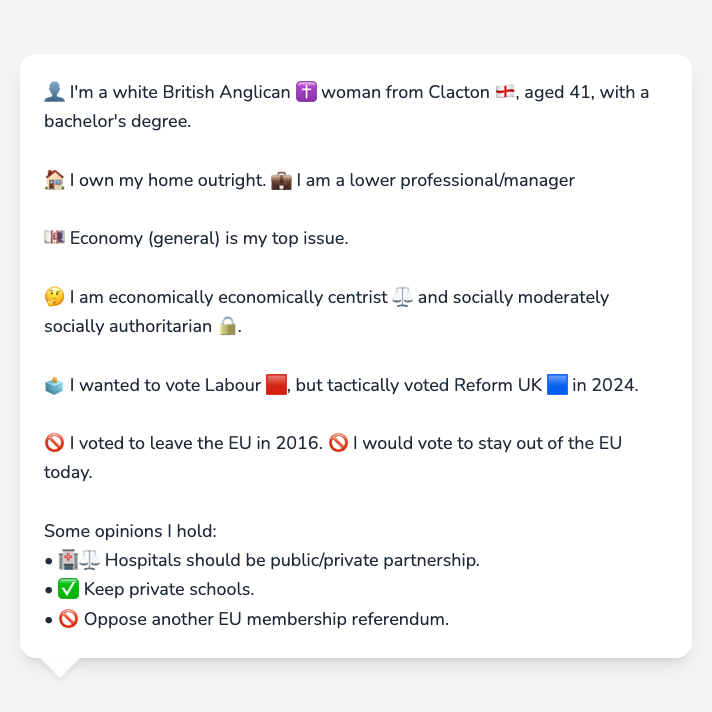 👤 I'm a white British Anglican ✝️ woman from Clacton 🏴󠁧󠁢󠁥󠁮󠁧󠁿, aged 41, with a
bachelor's degree.
🏠 I own my home outright. 💼 I am a lower professional/manager
💷 Economy (general) is my top issue.
🤔 I am economically economically centrist ⚖️ and socially moderately
socially authoritarian 🔒.
🗳️ I wanted to vote Labour 🟥, but tactically voted Reform UK 🟦 in 2024.
🚫 I voted to leave the EU in 2016. 🚫 I would vote to stay out of the EU
today.
Some opinions I hold:
• 🏥⚖️ Hospitals should be public/private partnership.
• ✅ Keep private schools.
• 🚫 Oppose another EU membership referendum.